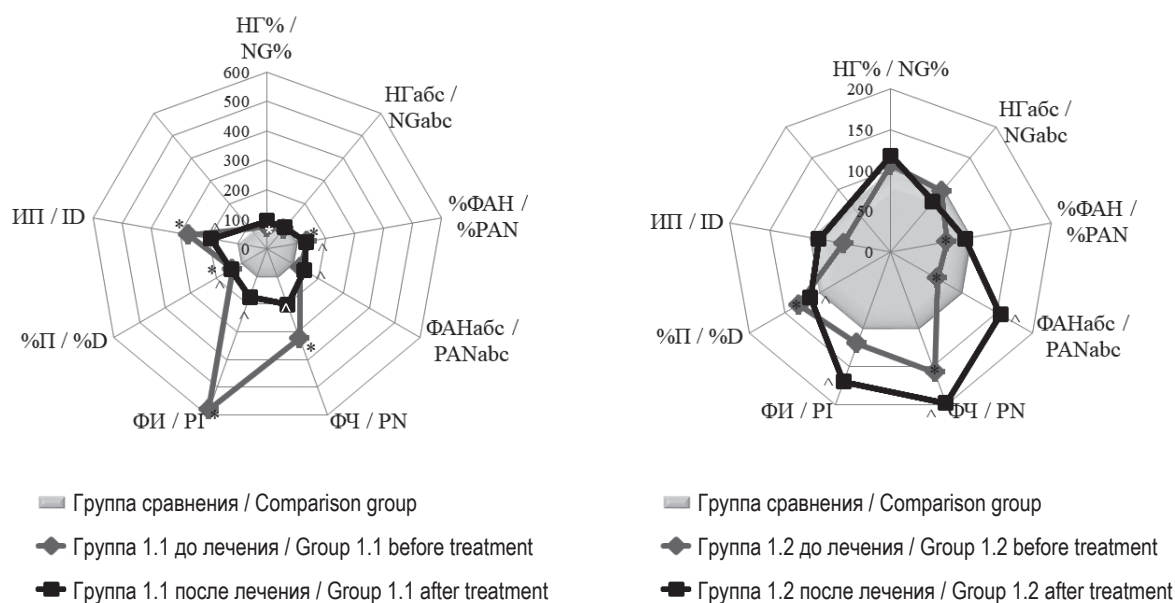 НГ% /
NG%
600
500
400
300
200
100
0
НГабс /
NGabc
%ФАН /
%PAN
ФАНабс /
PANabc
ФЧ / PN
ФИ / PI
%П / %D
ИП / ID
*
*
^
^
^
*
^
*
*
^
*
^
Группа сравнения / Comparison group
Группа 1.1 до лечения / Group 1.1 before treatment
Группа 1.1 после лечения / Group 1.1 after treatment
НГ% / NG%
200
150
100
50
0
НГабс /
NGabc
%ФАН /
%PAN
ФАНабс /
PANabc
ФЧ / PN
ФИ / PI
%П / %D
ИП / ID
*
*
^
*
^
^
*
^
Группа сравнения / Comparison group
Группа 1.2 до лечения / Group 1.2 before treatment
Группа 1.2 после лечения / Group 1.2 after treatment